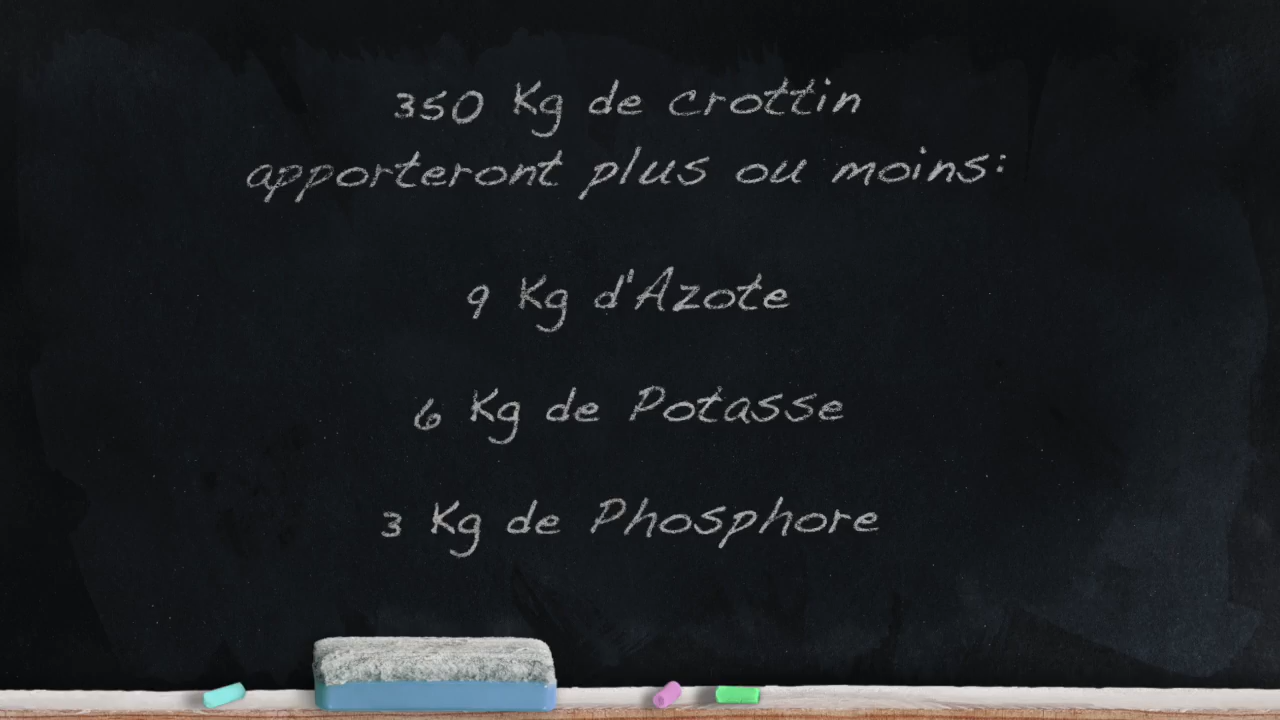 350 Kg de crottin
apporteront plus ou moins:
9 Kg d'Azote
6 Kg de Potasse
3 Kg de Phosphore